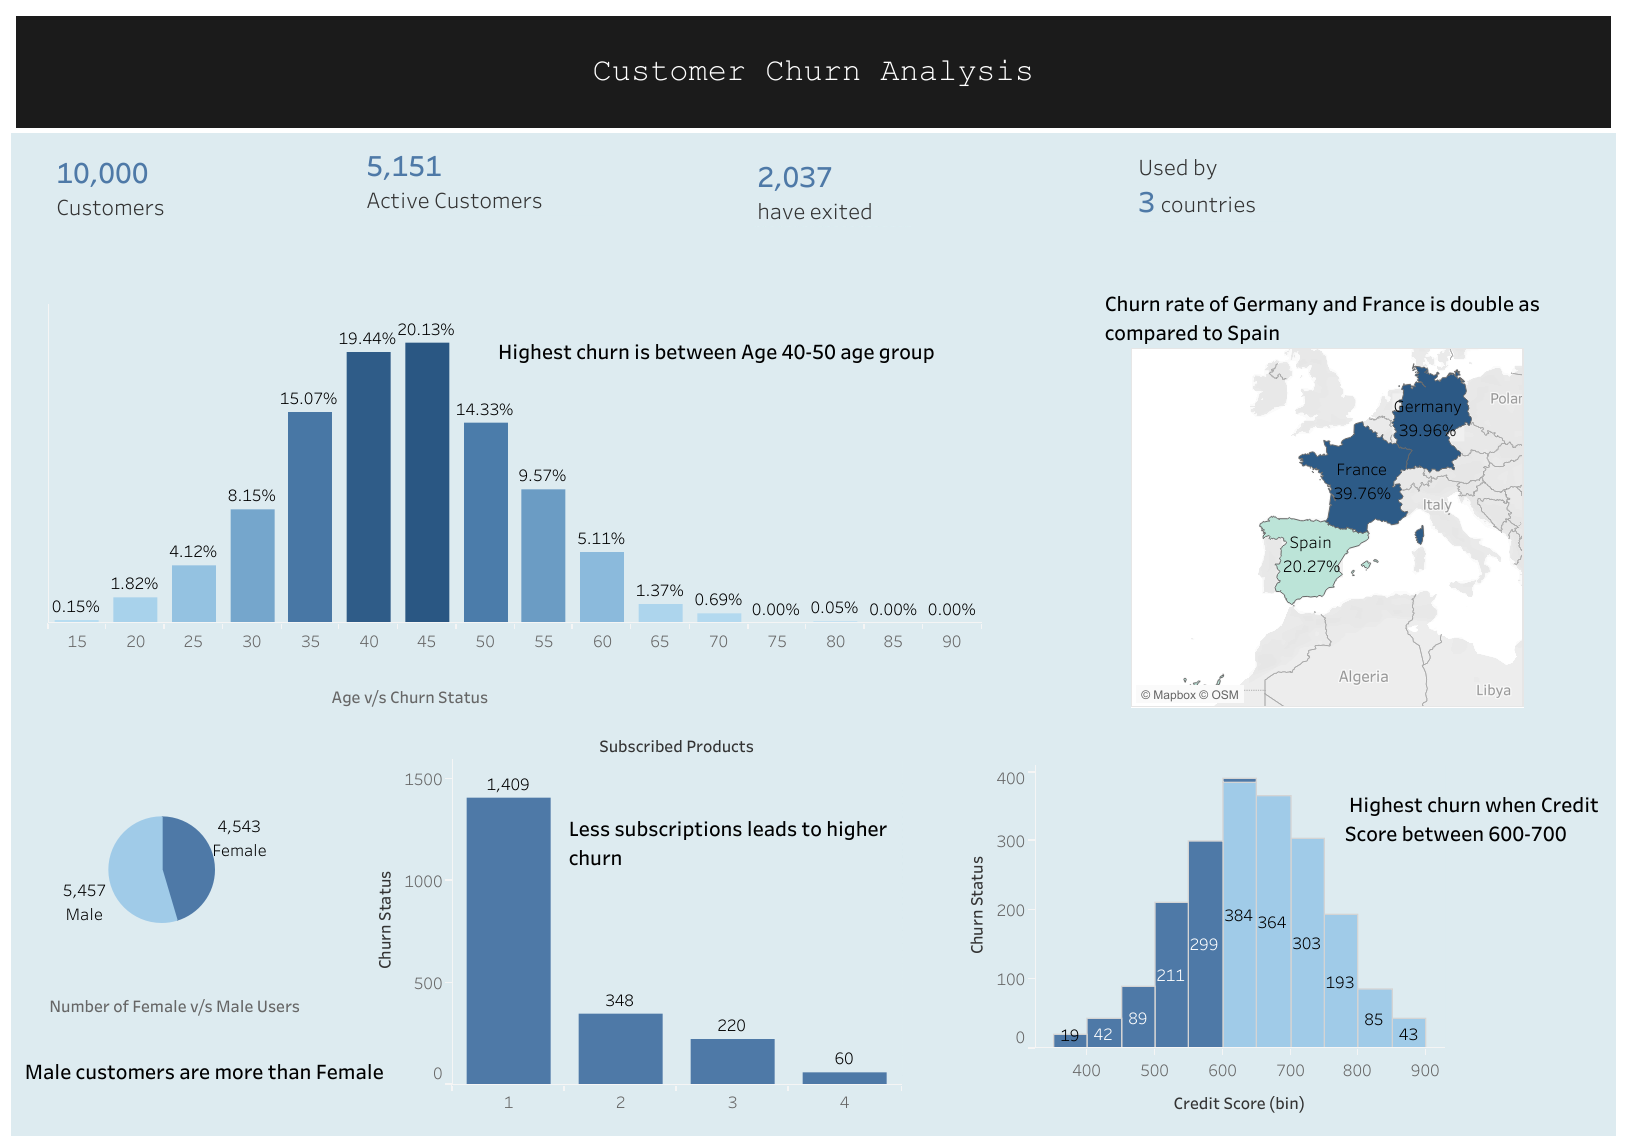 Customer Churn Analysis
10,000
Customers
5,151
Active Customers
2,037
have exited
Used by
3 countries
Highest churn is between Age 40-50 age group
0.15%
1.82%
4.12%
8.15%
15.07%
19.44%
20.13%
14.33%
9.57%
5.11%
1.37%
0.69%
0.00%
0.05%
0.00%
0.00%
15 20 25 30 35 40 45 50 55 60 65 70 75 80 85 90
Age v/s Churn Status
Churn rate of Germany and France is double as
compared to Spain
Germany
39.96%
Polar
France
39.76%
Italy
Spain
20.27%
Algeria
Libya
© Mapbox © OSM
4,543
Female
5,457
Male
Number of Female v/s Male Users
Male customers are more than Female
Subscribed Products
Churn Status
1500
1000
500
0
1,409
348
220
60
Less subscriptions leads to higher
churn
1 2 3 4
Churn Status
400
300
200
100
0
19
42
89
211
299
384
364
303
193
85
43
Highest churn when Credit
Score between 600-700
400 500 600 700 800 900
Credit Score (bin)